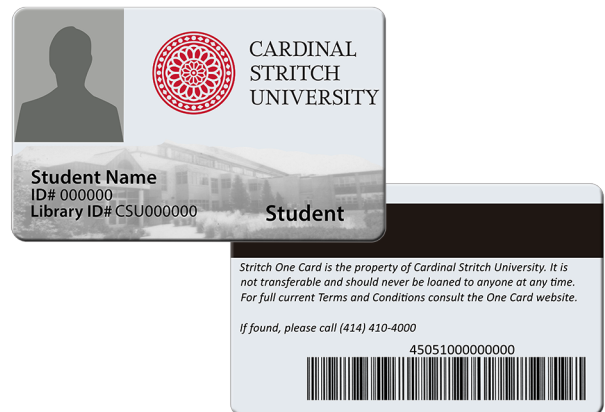 CARDINAL
STRITCH
UNIVERSITY
Student Name
ID# 000000
Library ID# CSU000000
Student
Stritch One Card is the property of Cardinal Stritch University. It is
not transferable and should never be loaned to anyone at any time.
For full current Terms and Conditions consult the One Card website.
If found, please call (414) 410-4000
45051000000000